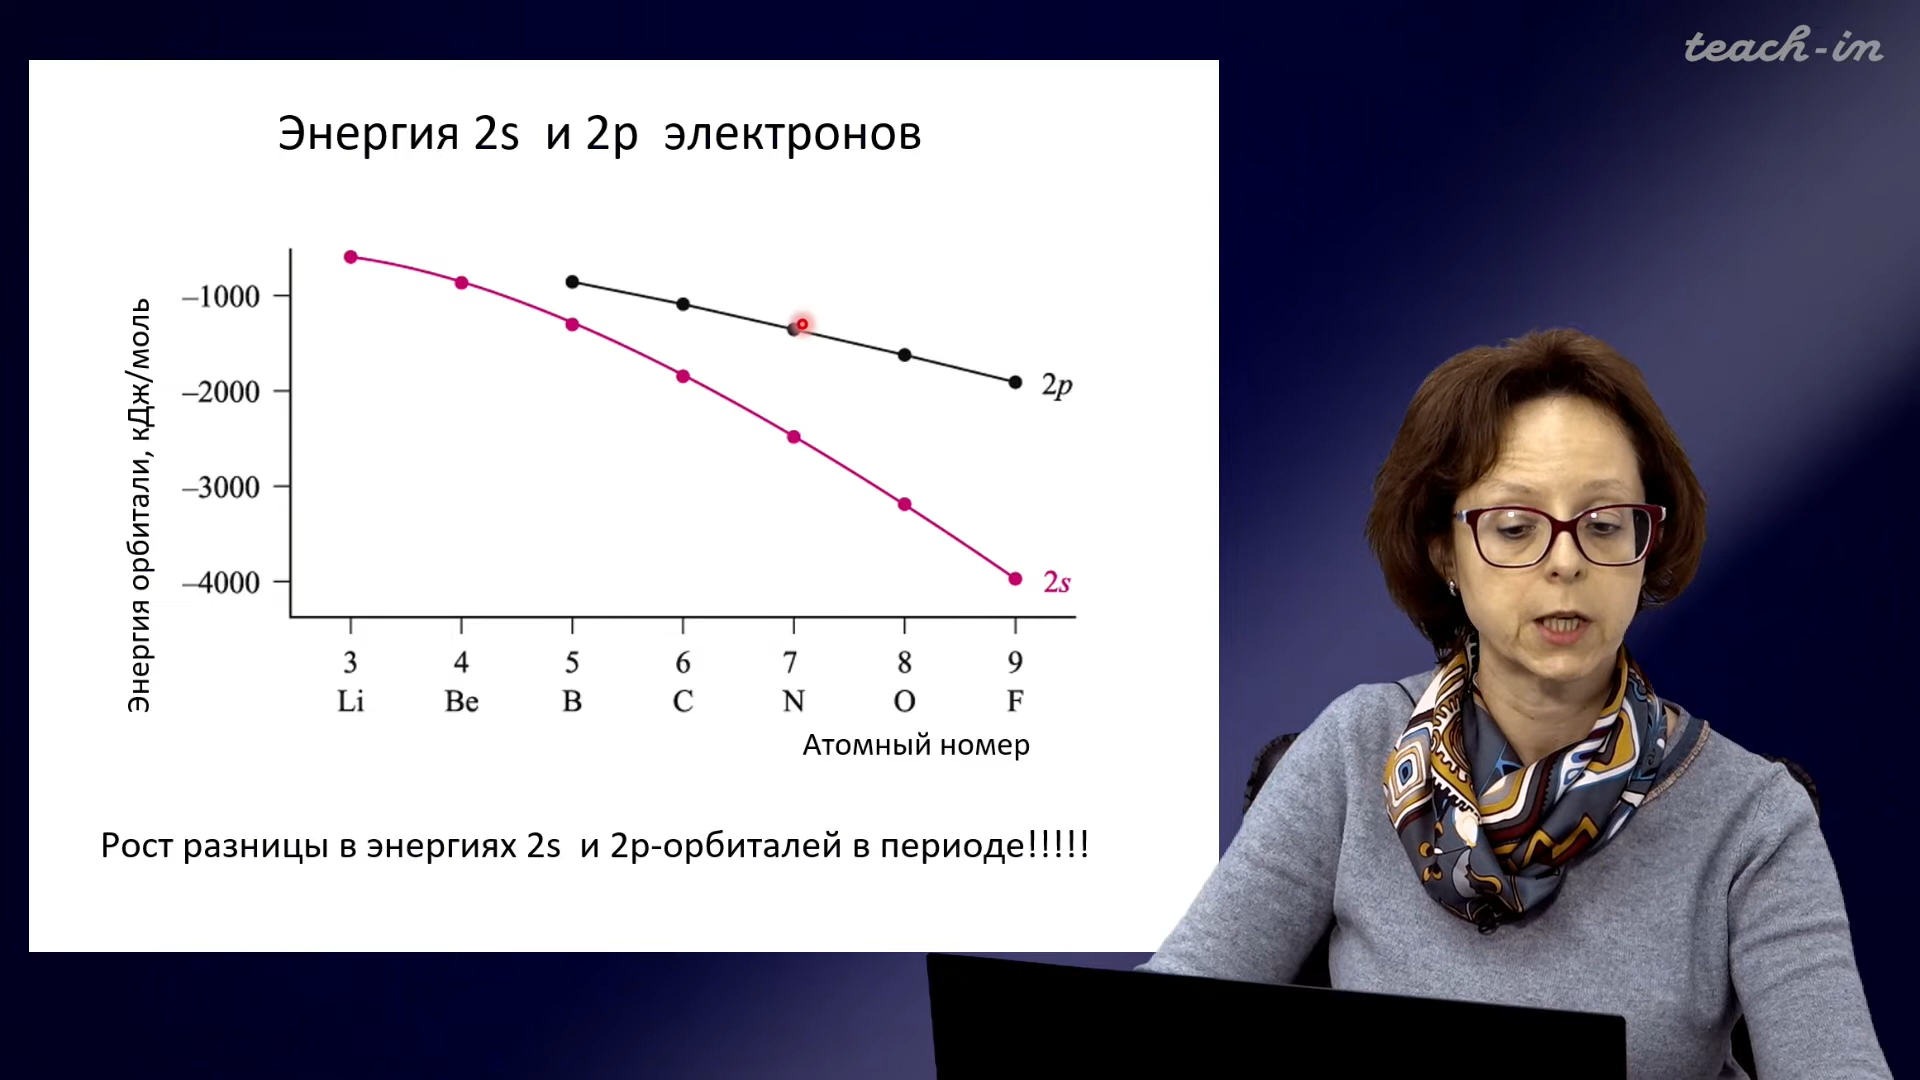 teach-in
Энергия 2s и 2p электронов
Энергия орбитали, кДж/моль
–1000
–2000
–3000
–4000
2p
2s
3 4 5 6 7 8 9
Li Be B C N O F
Атомный номер
Рост разницы в энергиях 2s и 2p-орбиталей в периоде!!!!!